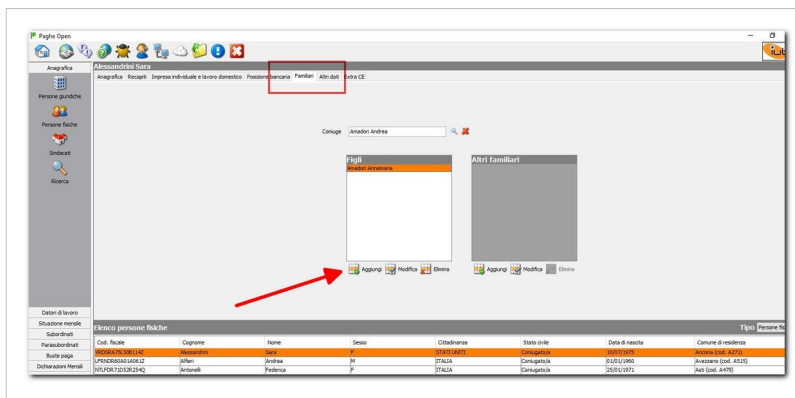 Paghe Open
Anagrafica
Alessandrini Sara
Anagrafica Recapiti Impresa individuale e lavoro domestico Posizione bancaria Familiari Altri dati Extra CE
Persone giuridiche
Persone fisiche
Sindacati
Ricerca
Coniuge Amadori Andrea
Figli
Amadori Annamaria
Altri familiari
Aggiungi Modifica Elimina
Aggiungi Modifica Elimina
Datori di lavoro
Situazione mensile
Subordinati
Parasubordinati
Buste paga
Dichiarazioni Mensili
Elenco persone fisiche Tipo Persone fis
Cod. fiscale Cognome Nome Sesso Cittadinanza Stato civile Data di nascita Comune di residenza
Alessandrini Sara F STATI UNITI Coniugato/a 10/07/1975 Ancona (cod. A271)
LFRNDR60A01A061Z Alfieri Andrea M ITALIA Coniugato/a 01/01/1960 Avezzano (cod. A515)
NTLFDR71D52R254Q Antonelli Federica F ITALIA Coniugato/a 25/01/1971 Asti (cod. A479)